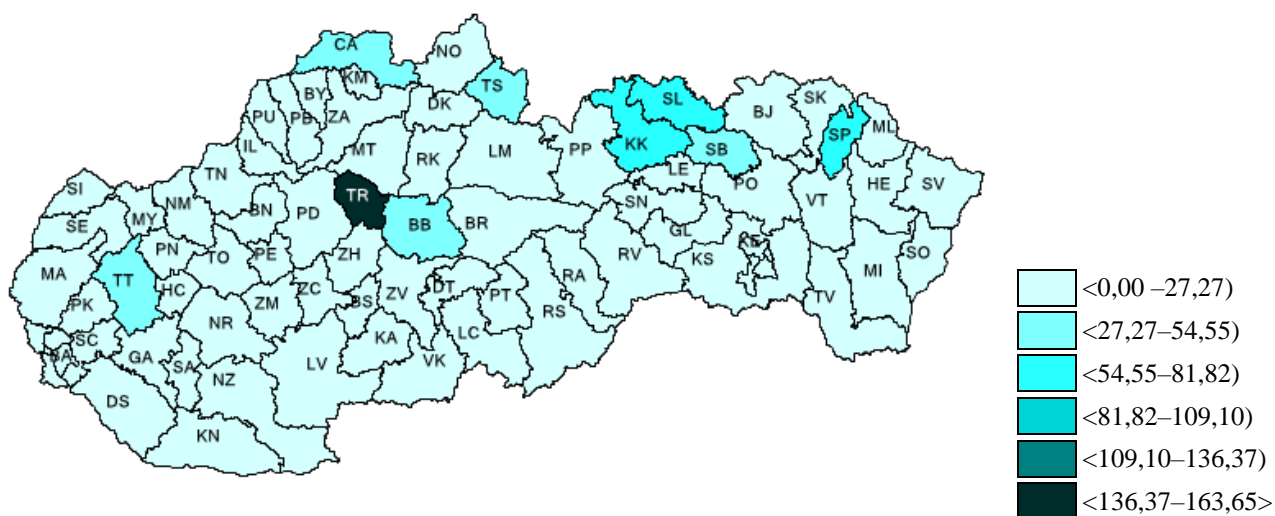 CA
NO
KM
TS
BY
DK
PU
PB
ZA
SL
BJ
SK
SP
ML
IL
MT
RK
LM
PP
KK
SB
LE
PO
TN
SI
NM
BN
PD
TR
BB
BR
SN
VT
HE
SV
SE
MY
PN
TO
PE
ZH
GL
KE
RV
KS
MA
TT
HC
ZM
ZC
BS
ZV
DT
PT
RA
RS
TV
MI
SO
PK
NR
SC
BA
GA
SA
NZ
LV
KA
VK
LC
DS
KN
<0,00 –27,27)
<27,27–54,55)
<54,55–81,82)
<81,82–109,10)
<109,10–136,37)
<136,37–163,65>